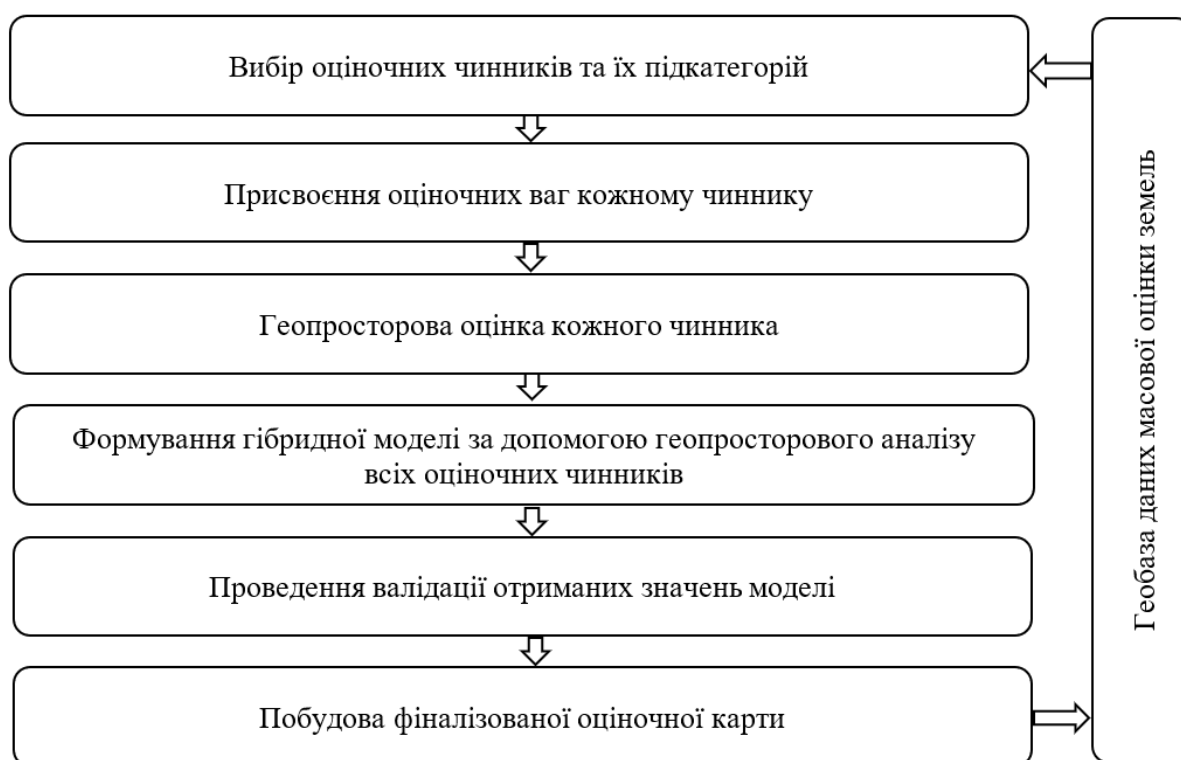 Вибір оціночних чинників та їх підкатегорій
Присвоєння оціночних ваг кожному чиннику
Геопросторова оцінка кожного чинника
Формування гібридної моделі за допомогою геопросторового аналізу
всіх оціночних чинників
Проведення валідації отриманих значень моделі
Побудова фіналізованої оціночної карти
Геобаза даних масової оцінки земель